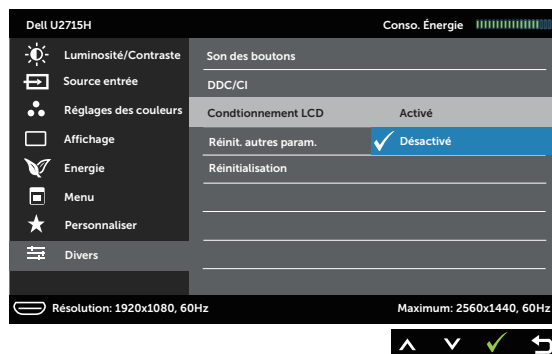 Dell U2715H Conso. Énergie
Luminosité/Contraste Son des boutons
Source entrée DDC/CI
Réglages des couleurs Condtionnement LCD Activé
Affichage Réinit. autres param. Désactivé
Energie Réinitialisation
Menu
Personnaliser
Divers
Résolution: 1920x1080, 60Hz Maximum: 2560x1440, 60Hz